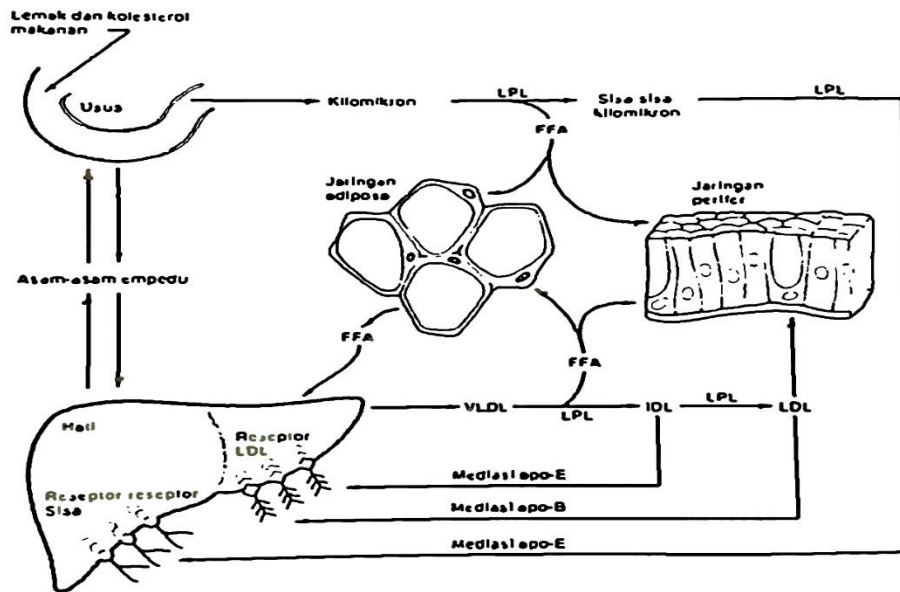 Lemak dan kolesterol
makanan
Usus
Kilomikron
LPL
Sisa sisa
kilomikron
LPL
FFA
Jaringan
adiposa
Jaringan
perifer
Asam-asam empedu
FFA
FFA
VLDL
LPL
IDL
LPL
LDL
Hati
Reseptor
LDL
Mediasi apo-E
Reseptor reseptor
Sisa
Mediasi apo-B
Mediasi apo-E